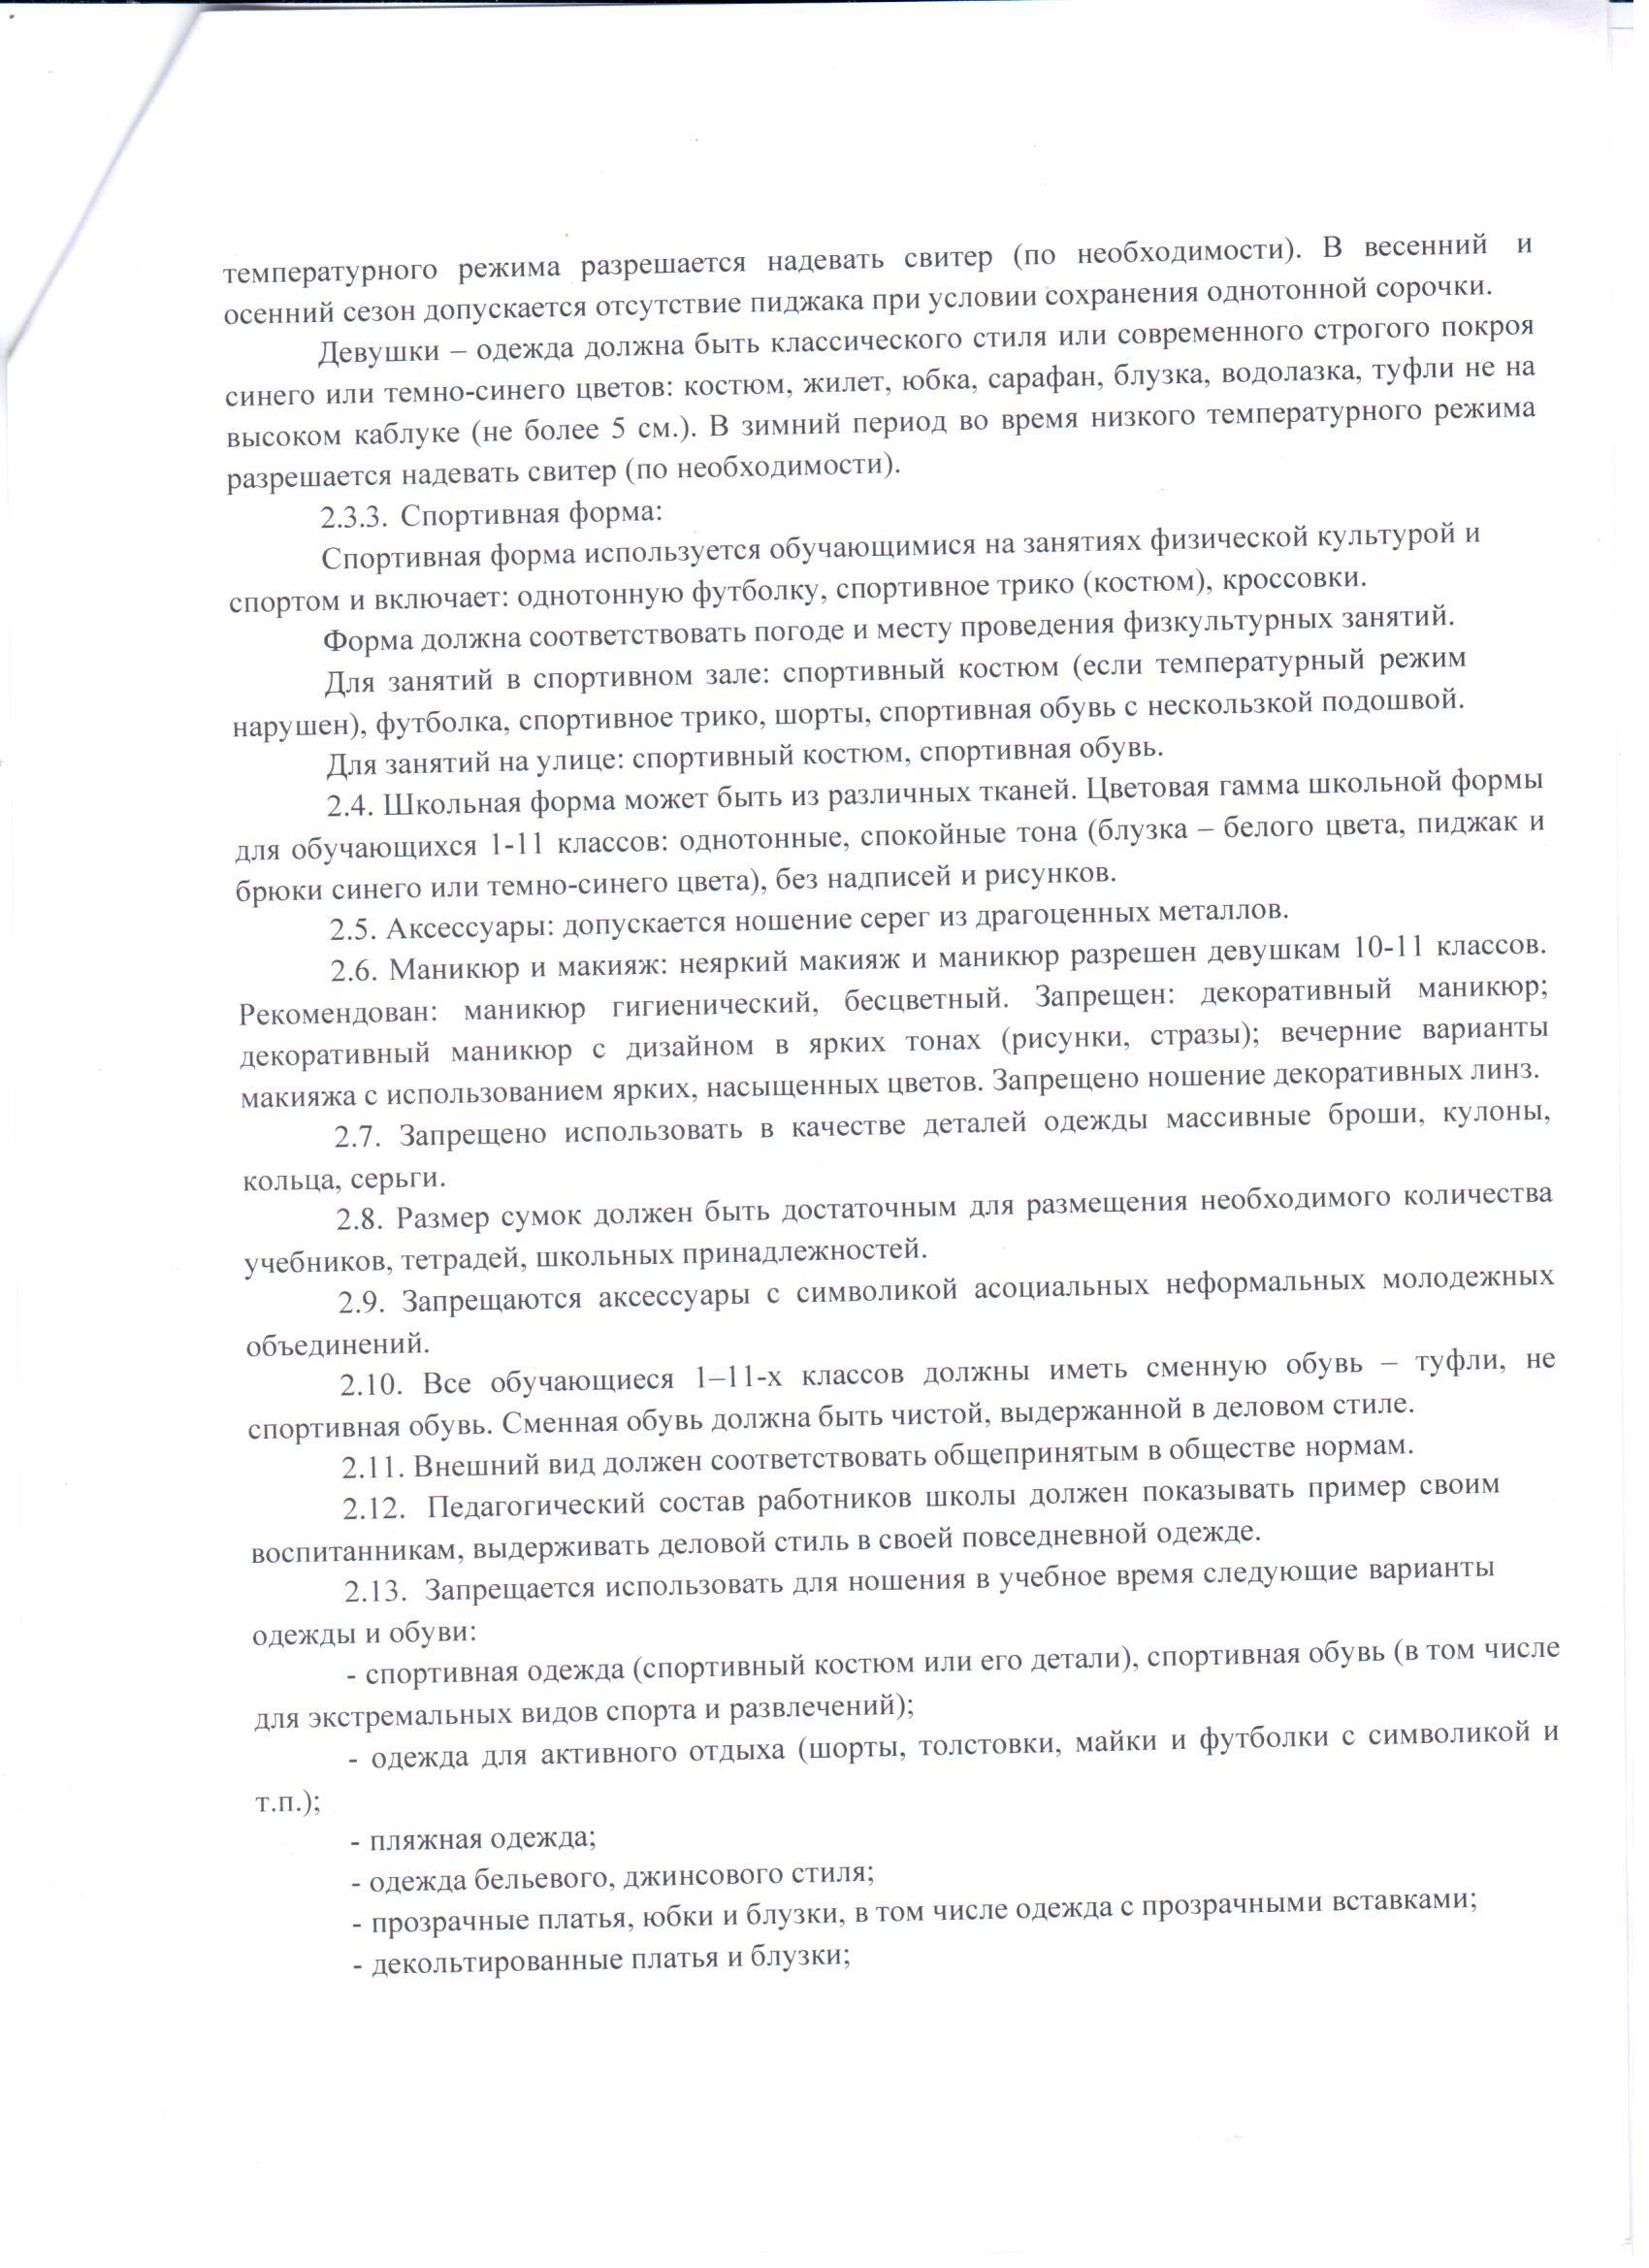 температурного режима разрешается надевать свитер (по необходимости). В весенний и
осенний сезон допускается отсутствие пиджака при условии сохранения однотонной сорочки.
Девушки – одежда должна быть классического стиля или современного строгого покроя
синего или темно-синего цветов: костюм, жилет, юбка, сарафан, блузка, водолазка, туфли не на
высоком каблуке (не более 5 см.). В зимний период во время низкого температурного режима
разрешается надевать свитер (по необходимости).
2.3.3. Спортивная форма:
Спортивная форма используется обучающимися на занятиях физической культурой и
спортом и включает: однотонную футболку, спортивное трико (костюм), кроссовки.
Форма должна соответствовать погоде и месту проведения физкультурных занятий.
Для занятий в спортивном зале: спортивный костюм (если температурный режим
нарушен), футболка, спортивное трико, шорты, спортивная обувь с нескользкой подошвой.
Для занятий на улице: спортивный костюм, спортивная обувь.
2.4. Школьная форма может быть из различных тканей. Цветовая гамма школьной формы
для обучающихся 1-11 классов: однотонные, спокойные тона (блузка – белого цвета, пиджак и
брюки синего или темно-синего цвета), без надписей и рисунков.
2.5. Аксессуары: допускается ношение серег из драгоценных металлов.
2.6. Маникюр и макияж: неяркий макияж и маникюр разрешен девушкам 10-11 классов.
Рекомендован: маникюр гигиенический, бесцветный. Запрещен: декоративный маникюр;
декоративный маникюр с дизайном в ярких тонах (рисунки, стразы); вечерние варианты
макияжа с использованием ярких, насыщенных цветов. Запрещено ношение декоративных линз.
2.7. Запрещено использовать в качестве деталей одежды массивные броши, кулоны,
кольца, серьги.
2.8. Размер сумок должен быть достаточным для размещения необходимого количества
учебников, тетрадей, школьных принадлежностей.
2.9. Запрещаются аксессуары с символикой асоциальных неформальных молодежных
объединений.
2.10. Все обучающиеся 1–11-х классов должны иметь сменную обувь – туфли, не
спортивная обувь. Сменная обувь должна быть чистой, выдержанной в деловом стиле.
2.11. Внешний вид должен соответствовать общепринятым в обществе нормам.
2.12. Педагогический состав работников школы должен показывать пример своим
воспитанникам, выдерживать деловой стиль в своей повседневной одежде.
2.13. Запрещается использовать для ношения в учебное время следующие варианты
одежды и обуви:
- спортивная одежда (спортивный костюм или его детали), спортивная обувь (в том числе
для экстремальных видов спорта и развлечений);
- одежда для активного отдыха (шорты, толстовки, майки и футболки с символикой и
т.п.);
- пляжная одежда;
- одежда бельевого, джинсового стиля;
- прозрачные платья, юбки и блузки, в том числе одежда с прозрачными вставками;
- декольтированные платья и блузки;